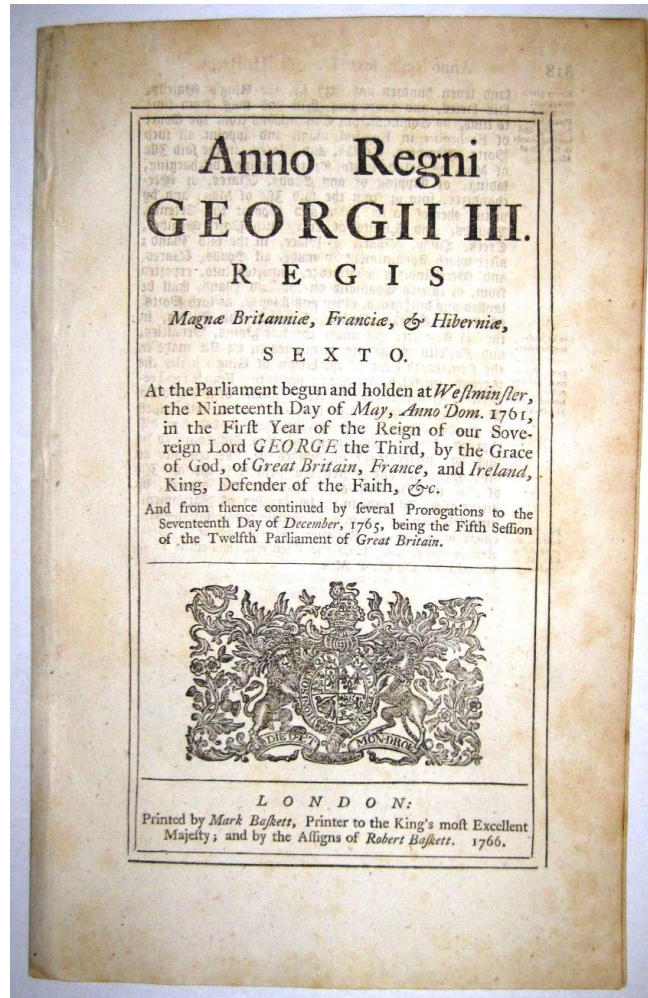 Anno Regni
GEORGII III.
REGIS
Magnæ Britanniæ, Franciæ, & Hiberniæ,
SEXTO.
At the Parliament begun and holden at Weſtminſter,
the Nineteenth Day of May, Anno Dom. 1761,
in the Firſt Year of the Reign of our Sove-
reign Lord GEORGE the Third, by the Grace
of God, of Great Britain, France, and Ireland,
King, Defender of the Faith, &c.
And from thence continued by ſeveral Prorogations to the
Seventeenth Day of December, 1765, being the Fifth Seſſion
of the Twelfth Parliament of Great Britain.
DIEU·ET MON·DROIT
LONDON:
Printed by Mark Baſkett, Printer to the King's moſt Excellent
Majeſty; and by the Aſſigns of Robert Baſkett. 1766.